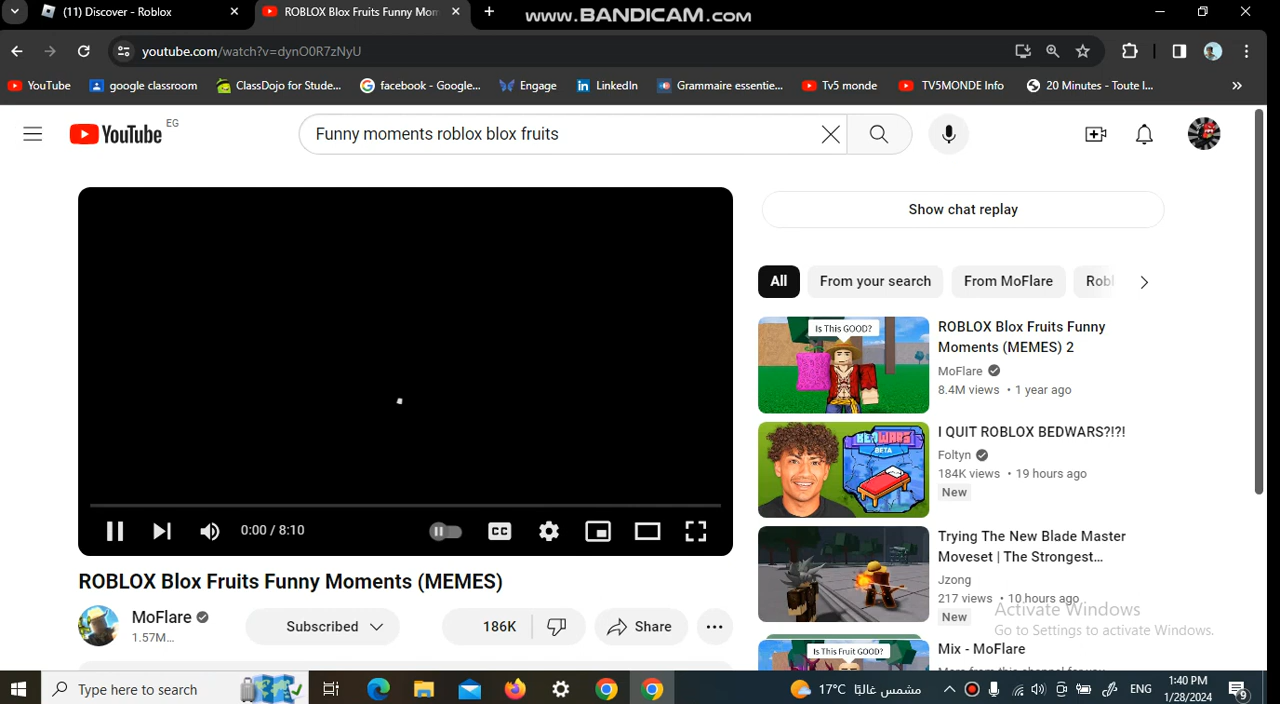 (11) Discover - Roblox
ROBLOX Blox Fruits Funny Mom
www.BANDICAM.com
youtube.com/watch?v=dynO0R7zNyU
YouTube
google classroom
ClassDojo for Stude...
facebook - Google...
Engage
LinkedIn
Grammaire essentie...
Tv5 monde
TV5MONDE Info
20 Minutes - Toute l...
YouTube EG
Funny moments roblox blox fruits
Show chat replay
All
From your search
From MoFlare
Robl
Is This GOOD?
ROBLOX Blox Fruits Funny
Moments (MEMES) 2
MoFlare
8.4M views • 1 year ago
BEDWARS
BETA
I QUIT ROBLOX BEDWARS?!?!
Foltyn
184K views • 19 hours ago
New
Trying The New Blade Master
Moveset | The Strongest...
Jzong
217 views • 10 hours ago
New
0:00 / 8:10
CC
ROBLOX Blox Fruits Funny Moments (MEMES)
MoFlare
1.57M...
Subscribed
186K
Share
Is This Fruit GOOD?
Mix - MoFlare
Activate Windows
Go to Settings to activate Windows.
Type here to search
17°C مشمس غالبًا
ENG
1:40 PM
1/28/2024
9